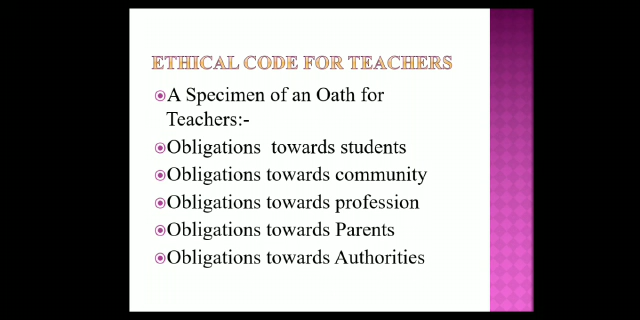 ETHICAL CODE FOR TEACHERS
A Specimen of an Oath for
Teachers:-
Obligations  towards students
Obligations towards community
Obligations towards profession
Obligations towards Parents
Obligations towards Authorities